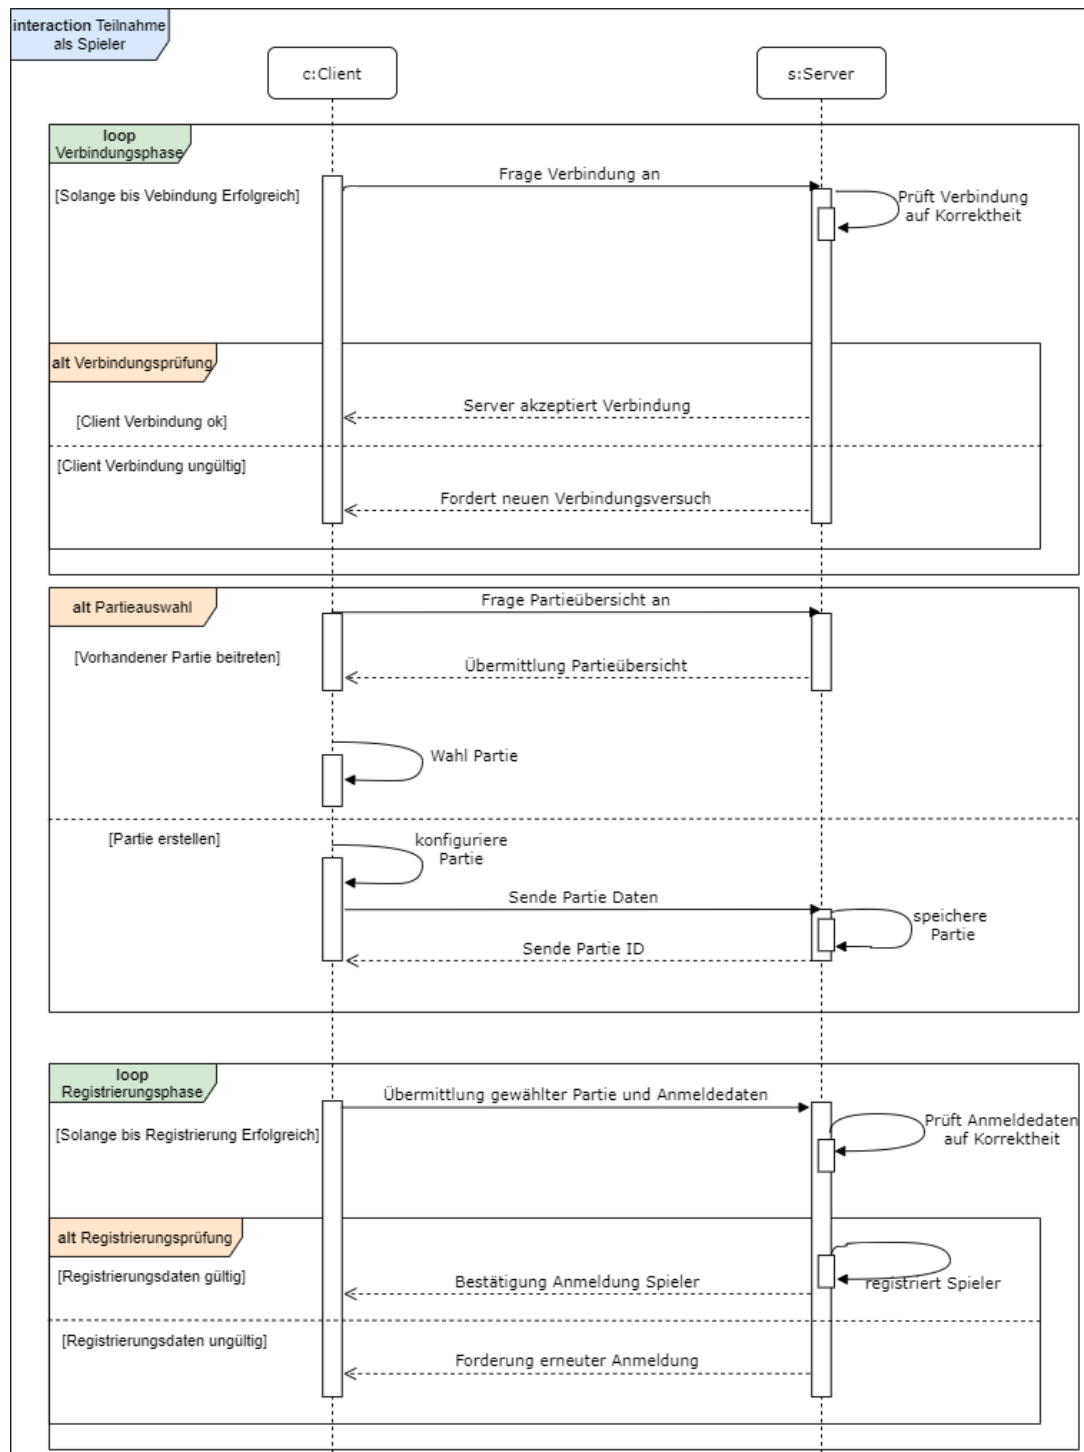 interaction Teilnahme
als Spieler
c:Client
s:Server
loop
Verbindungsphase
[Solange bis Vebindung Erfolgreich]
Frage Verbindung an
Prüft Verbindung
auf Korrektheit
alt Verbindungsprüfung
[Client Verbindung ok]
Server akzeptiert Verbindung
[Client Verbindung ungültig]
Fordert neuen Verbindungsversuch
alt Partieauswahl
Frage Partieübersicht an
[Vorhandener Partie beitreten]
Übermittlung Partieübersicht
Wahl Partie
[Partie erstellen]
konfiguriere
Partie
Sende Partie Daten
speichere
Partie
Sende Partie ID
loop
Registrierungsphase
Übermittlung gewählter Partie und Anmeldedaten
[Solange bis Registrierung Erfolgreich]
Prüft Anmeldedaten
auf Korrektheit
alt Registrierungsprüfung
[Registrierungsdaten gültig]
Bestätigung Anmeldung Spieler
registriert Spieler
[Registrierungsdaten ungültig]
Forderung erneuter Anmeldung